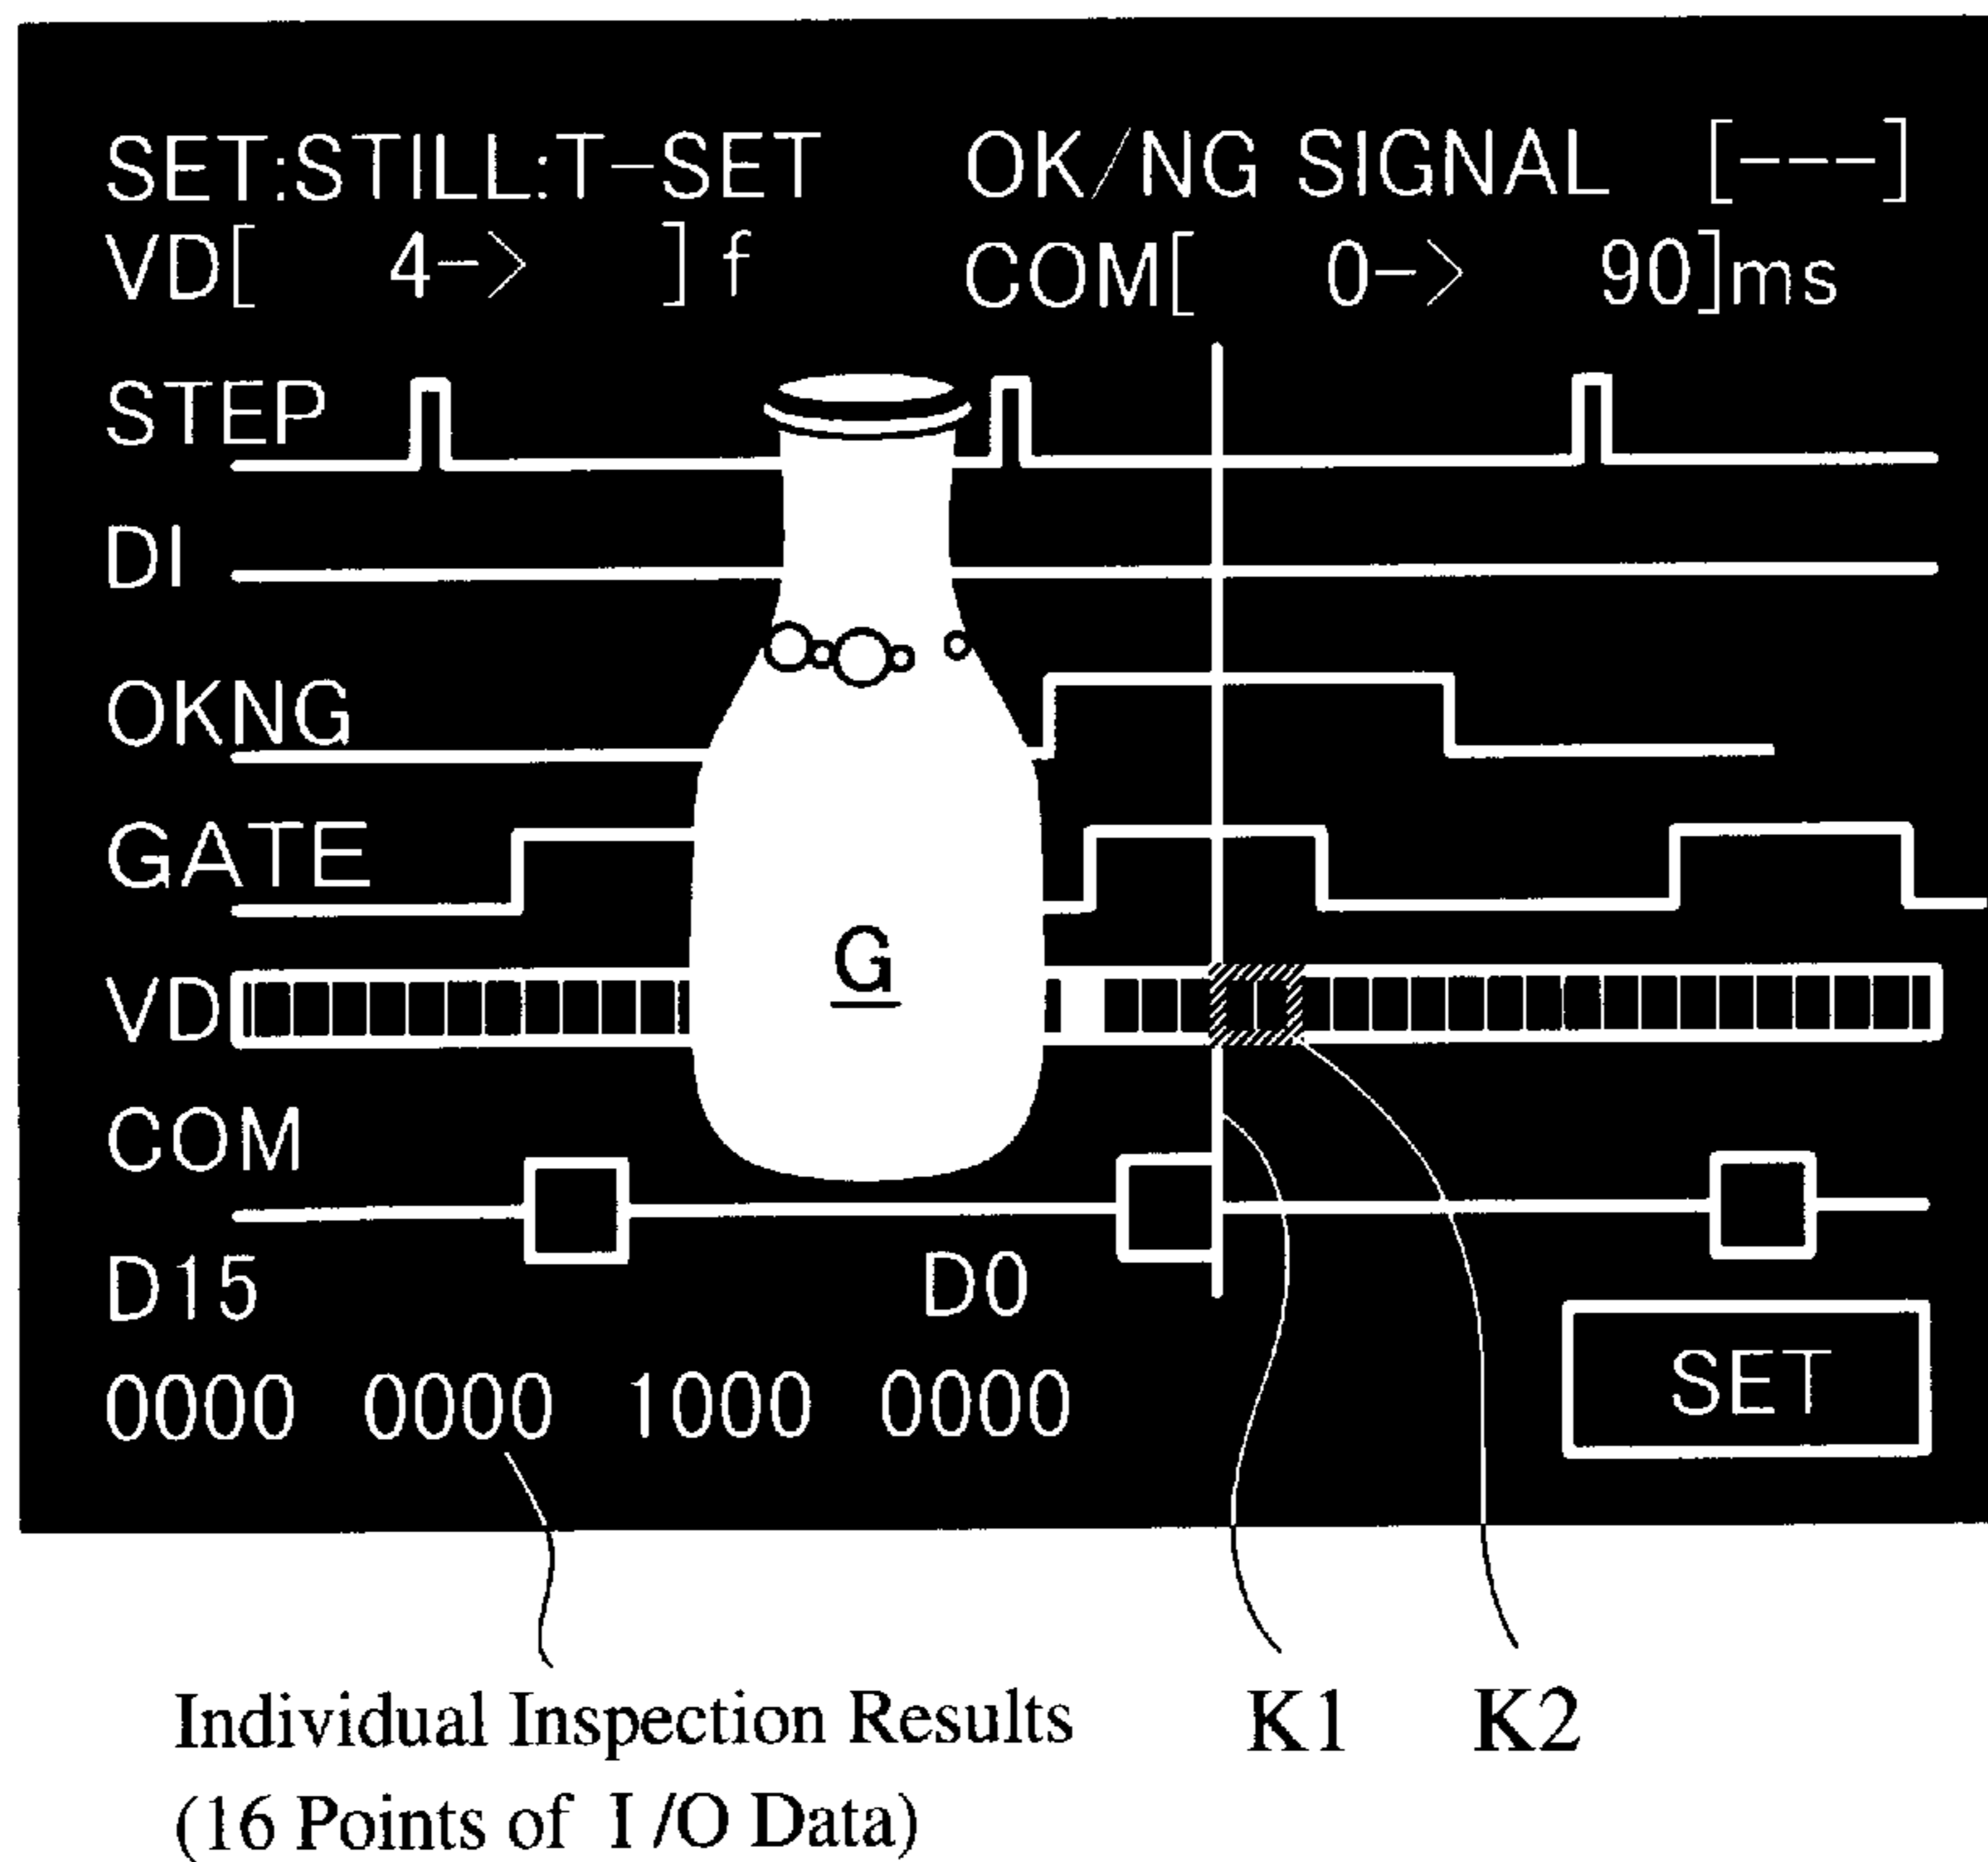 SET:STILL:T-SET OK/NG SIGNAL [---]
VD[ 4-> ]f COM[ 0-> 90]ms
STEP
DI
OKNG
GATE
G
VD
COM
D15 D0
0000 0000 1000 0000
SET
Individual Inspection Results
(16 Points of I/O Data)
K1
K2